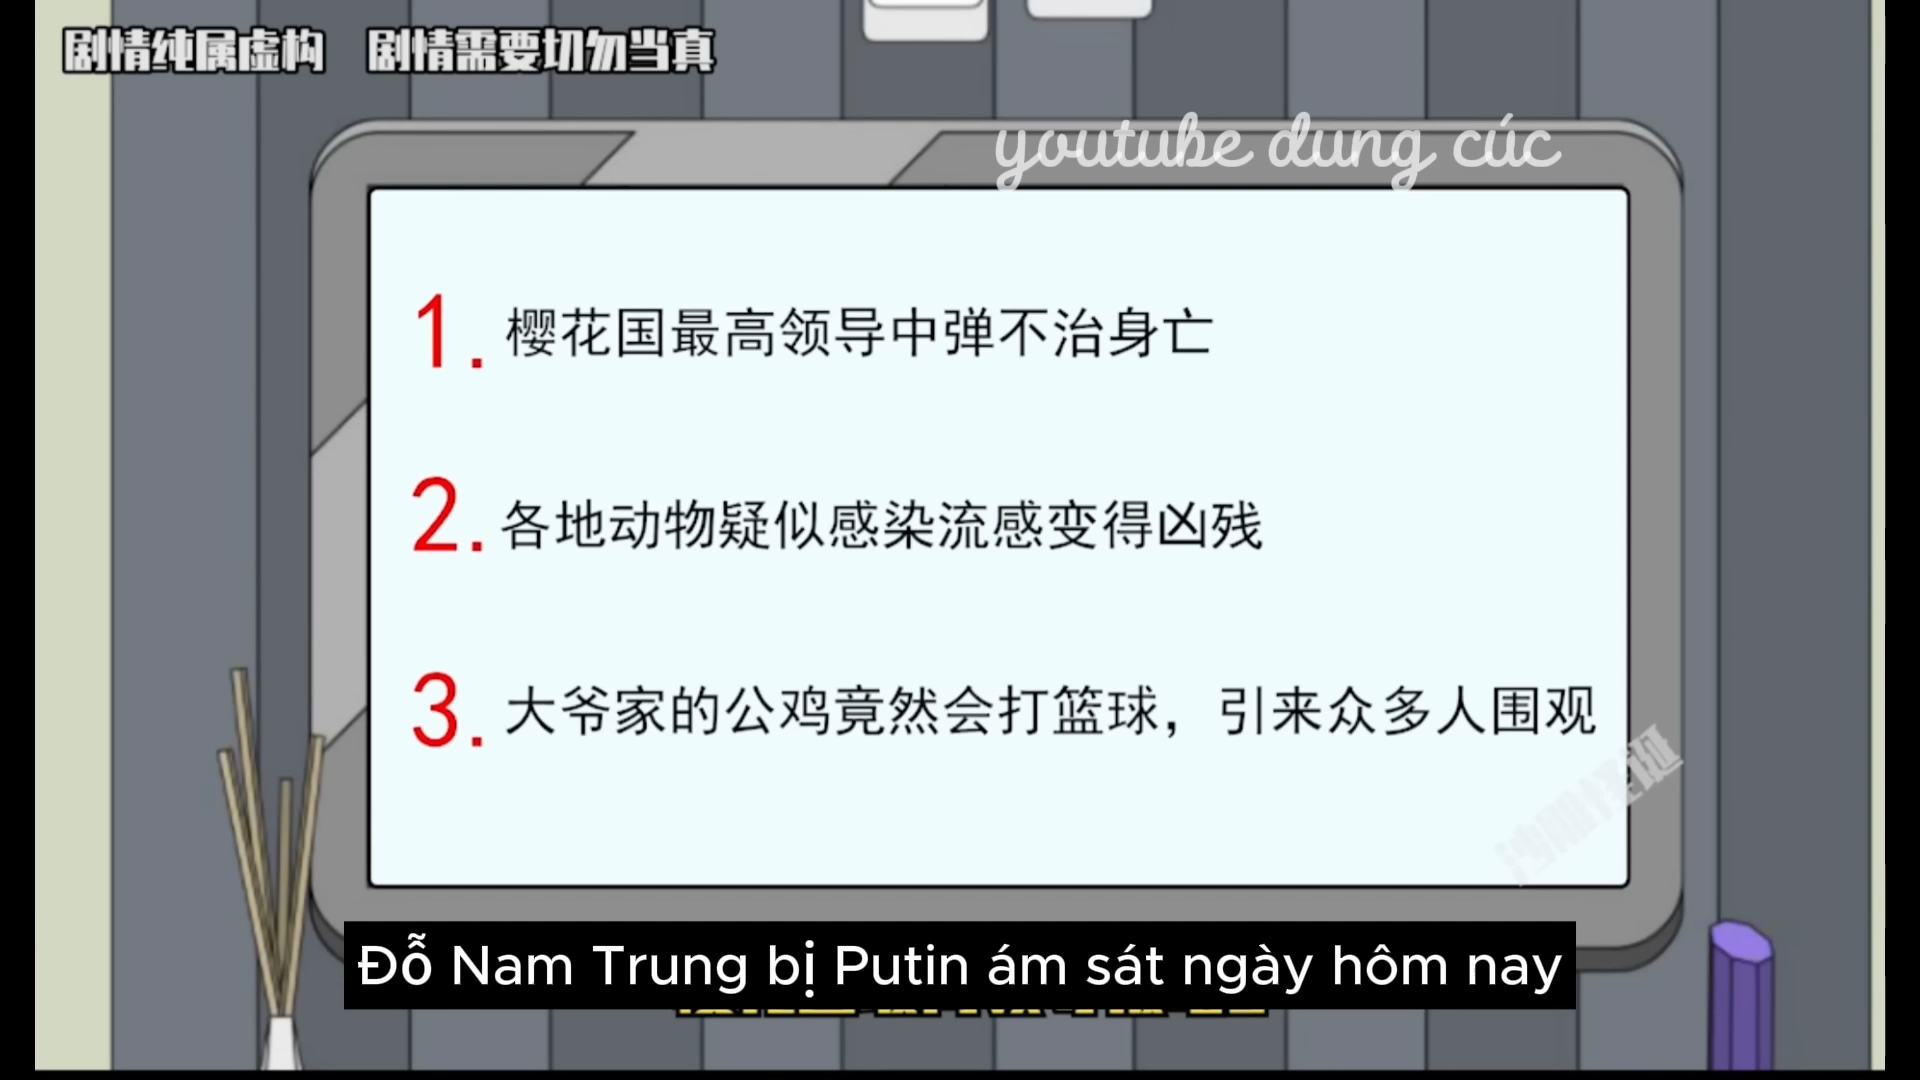 剧情纯属虚构 剧情需要切勿当真
youtube dung cúc
1. 樱花国最高领导中弹不治身亡
2. 各地动物疑似感染流感变得凶残
3. 大爷家的公鸡竟然会打篮球，引来众多人围观
沙雕怪诞
Đỗ Nam Trung bị Putin ám sát ngày hôm nay